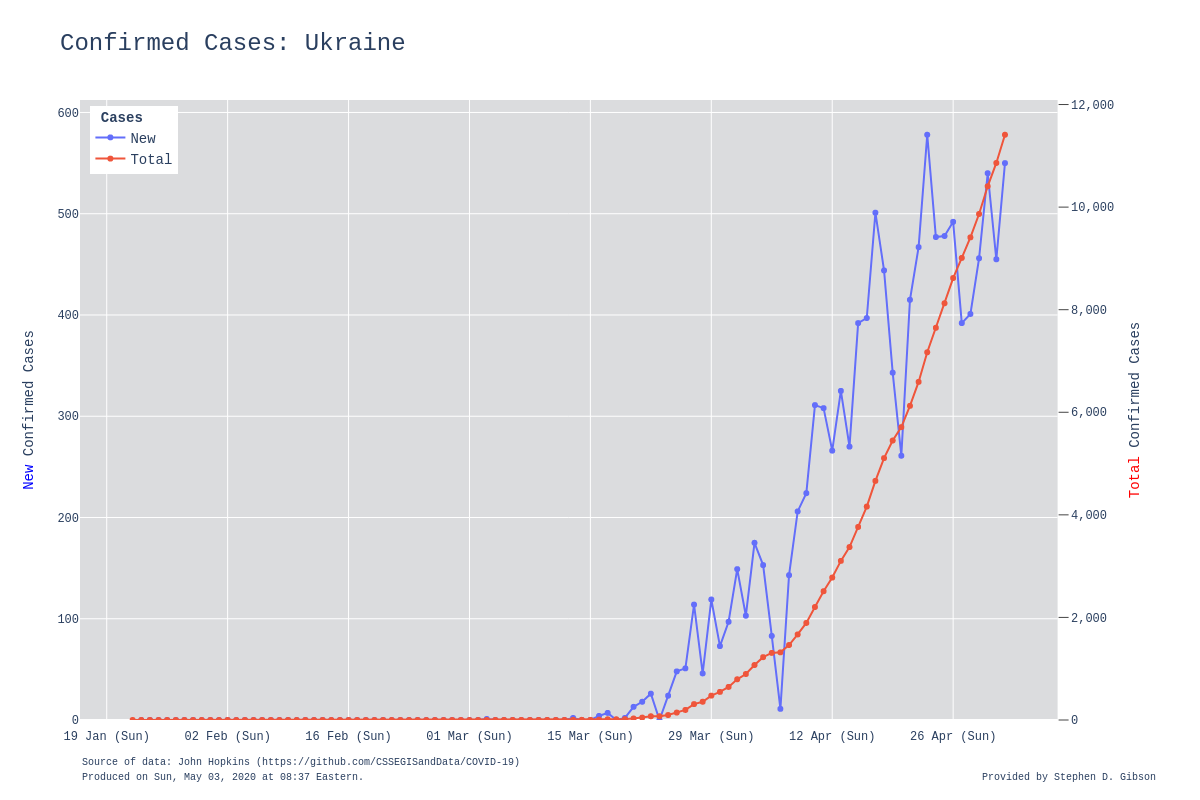 Confirmed Cases: Ukraine
Cases
New
Total
600
500
400
300
200
100
0
12,000
10,000
8,000
6,000
4,000
2,000
0
New Confirmed Cases
Total Confirmed Cases
19 Jan (Sun) 02 Feb (Sun) 16 Feb (Sun) 01 Mar (Sun) 15 Mar (Sun) 29 Mar (Sun) 12 Apr (Sun) 26 Apr (Sun)
Source of data: John Hopkins (https://github.com/CSSEGISandData/COVID-19)
Produced on Sun, May 03, 2020 at 08:37 Eastern.
Provided by Stephen D. Gibson